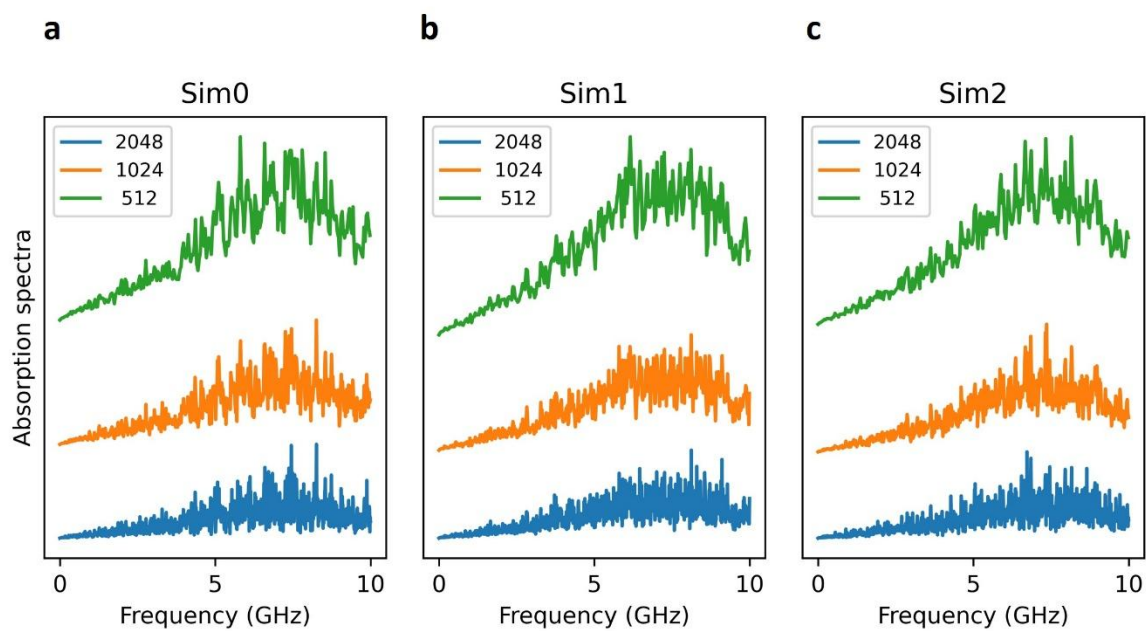 a
b
c
Sim0
Sim1
Sim2
2048
1024
512
2048
1024
512
2048
1024
512
Absorption spectra
0
5
10
0
5
10
0
5
10
Frequency (GHz)
Frequency (GHz)
Frequency (GHz)